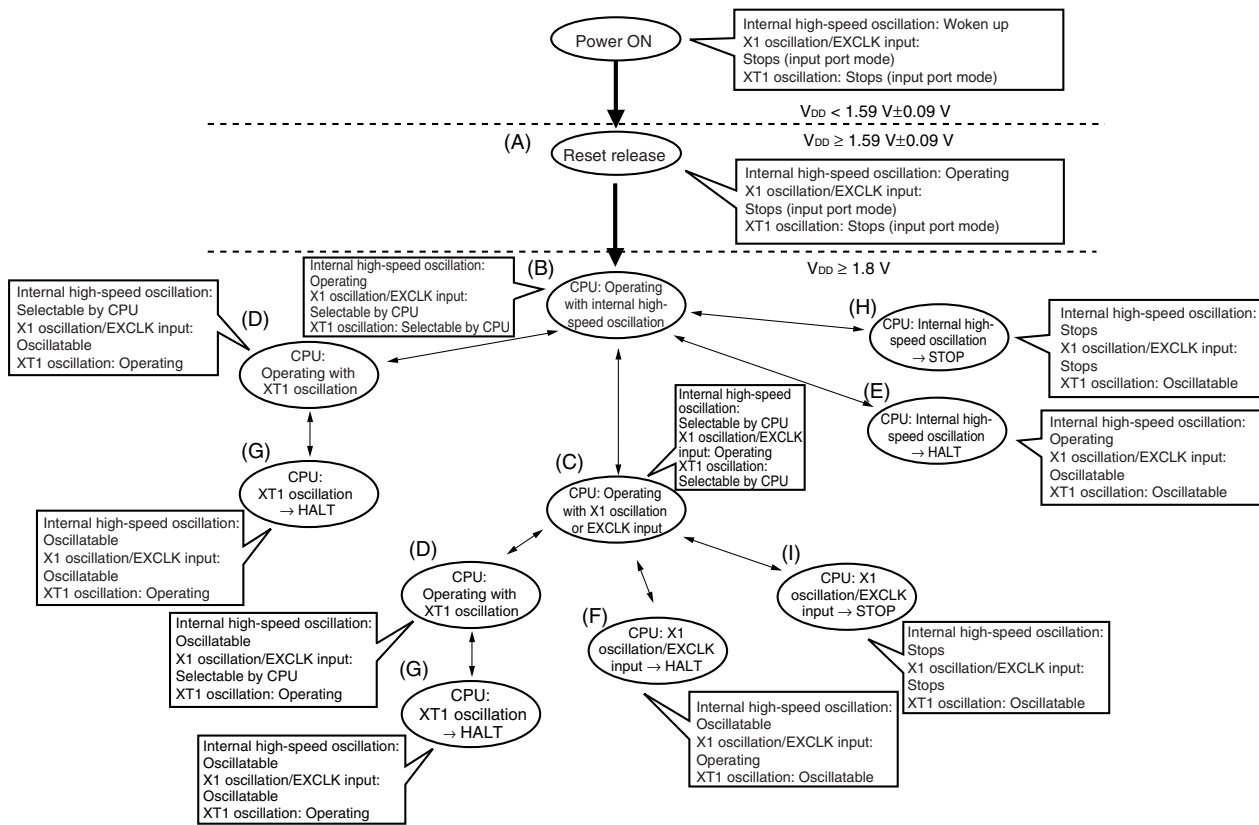 Power ON
Internal high-speed oscillation: Woken up
X1 oscillation/EXCLK input:
Stops (input port mode)
XT1 oscillation: Stops (input port mode)
VDD < 1.59 V±0.09 V
VDD ≥ 1.59 V±0.09 V
(A)
Reset release
Internal high-speed oscillation: Operating
X1 oscillation/EXCLK input:
Stops (input port mode)
XT1 oscillation: Stops (input port mode)
VDD ≥ 1.8 V
(B)
CPU: Operating
with internal high-
speed oscillation
Internal high-speed oscillation:
Operating
X1 oscillation/EXCLK input:
Selectable by CPU
XT1 oscillation: Selectable by CPU
Internal high-speed oscillation:
Selectable by CPU
X1 oscillation/EXCLK input:
Oscillatable
XT1 oscillation: Operating
(D)
CPU:
Operating with
XT1 oscillation
(H)
CPU: Internal high-
speed oscillation
→ STOP
Internal high-speed oscillation:
Stops
X1 oscillation/EXCLK input:
Stops
XT1 oscillation: Oscillatable
(E)
CPU: Internal high-
speed oscillation
→ HALT
Internal high-speed oscillation:
Operating
X1 oscillation/EXCLK input:
Oscillatable
XT1 oscillation: Oscillatable
Internal high-speed
oscillation:
Selectable by CPU
X1 oscillation/EXCLK
input: Operating
XT1 oscillation:
Selectable by CPU
(C)
CPU: Operating
with X1 oscillation
or EXCLK input
(G)
CPU:
XT1 oscillation
→ HALT
Internal high-speed oscillation:
Oscillatable
X1 oscillation/EXCLK input:
Oscillatable
XT1 oscillation: Operating
(D)
CPU:
Operating with
XT1 oscillation
Internal high-speed oscillation:
Oscillatable
X1 oscillation/EXCLK input:
Selectable by CPU
XT1 oscillation: Operating
(G)
CPU:
XT1 oscillation
→ HALT
Internal high-speed oscillation:
Oscillatable
X1 oscillation/EXCLK input:
Oscillatable
XT1 oscillation: Operating
(F)
CPU: X1
oscillation/EXCLK
input → HALT
Internal high-speed oscillation:
Oscillatable
X1 oscillation/EXCLK input:
Operating
XT1 oscillation: Oscillatable
(I)
CPU: X1
oscillation/EXCLK
input → STOP
Internal high-speed oscillation:
Stops
X1 oscillation/EXCLK input:
Stops
XT1 oscillation: Oscillatable